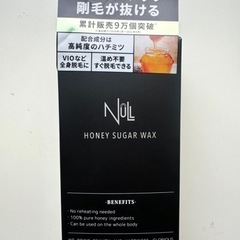 剛毛が抜ける
累計販売9万個突破
配合成分は
高純度のハチミツ
VIOなど
全身脱毛に
温め不要
すぐ脱毛できる
NULL
HONEY SUGAR WAX
-BENEFITS-
- No reheating needed
- 100% pure honey ingredients
- Can be used on the whole body